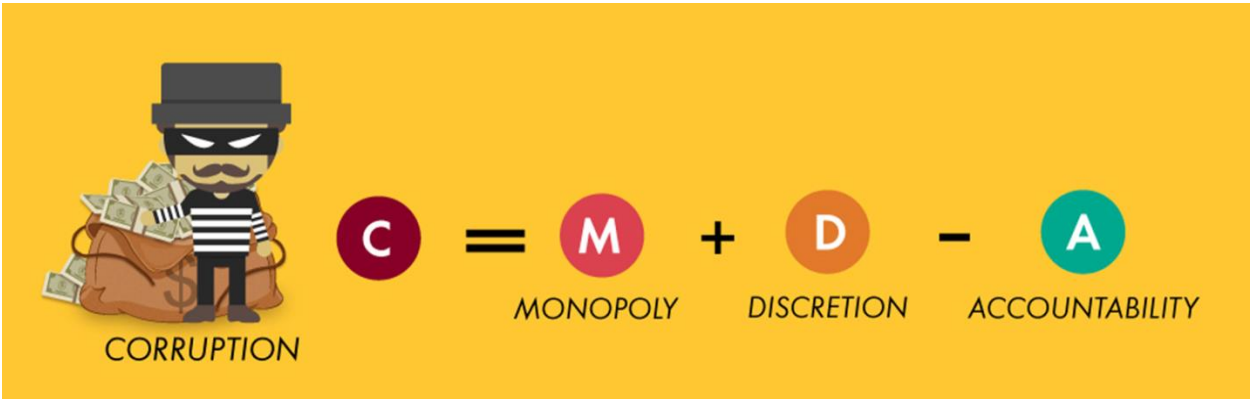 C = M + D - A
MONOPOLY DISCRETION ACCOUNTABILITY
$
CORRUPTION